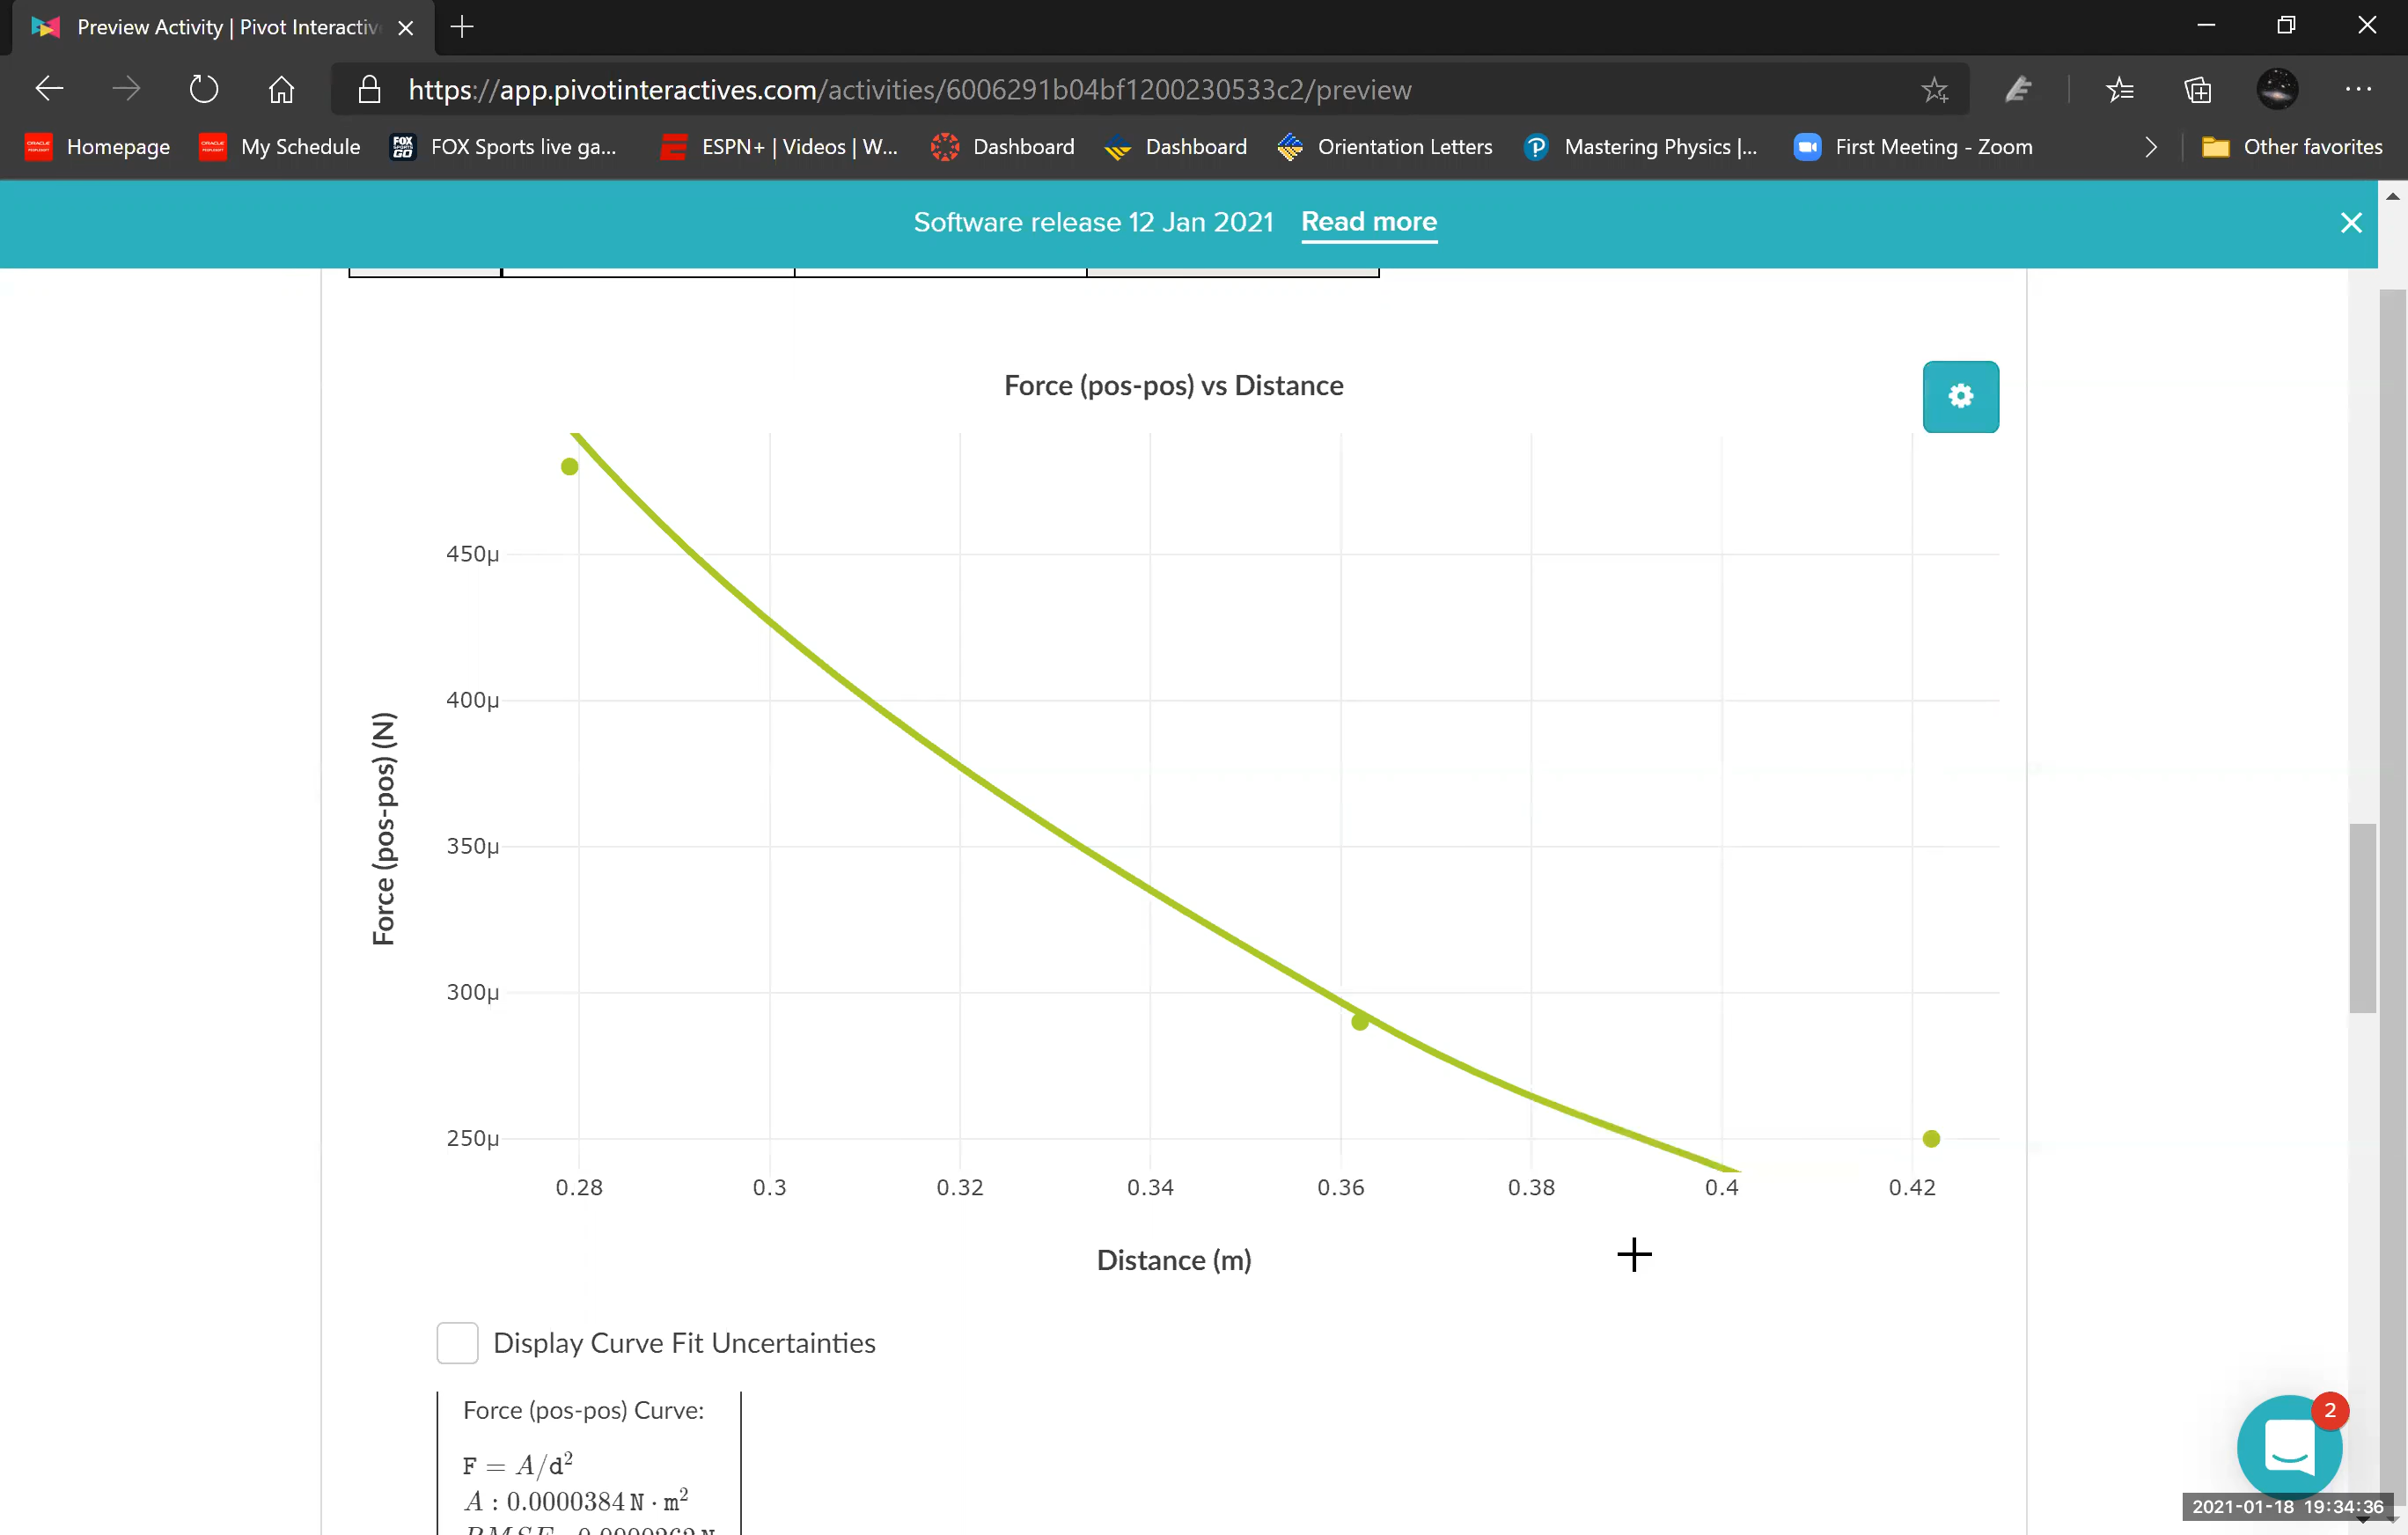 Preview Activity | Pivot Interactiv
https://app.pivotinteractives.com/activities/6006291b04bf1200230533c2/preview
Homepage
My Schedule
FOX Sports live ga...
ESPN+ | Videos | W...
Dashboard
Dashboard
Orientation Letters
Mastering Physics |...
First Meeting - Zoom
Other favorites
Software release 12 Jan 2021 Read more
Force (pos-pos) vs Distance
Force (pos-pos) (N)
450µ
400µ
350µ
300µ
250µ
0.28 0.3 0.32 0.34 0.36 0.38 0.4 0.42
Distance (m)
Display Curve Fit Uncertainties
Force (pos-pos) Curve:
F = A/d²
A : 0.0000384 N · m²
2
2021-01-18 19:34:36